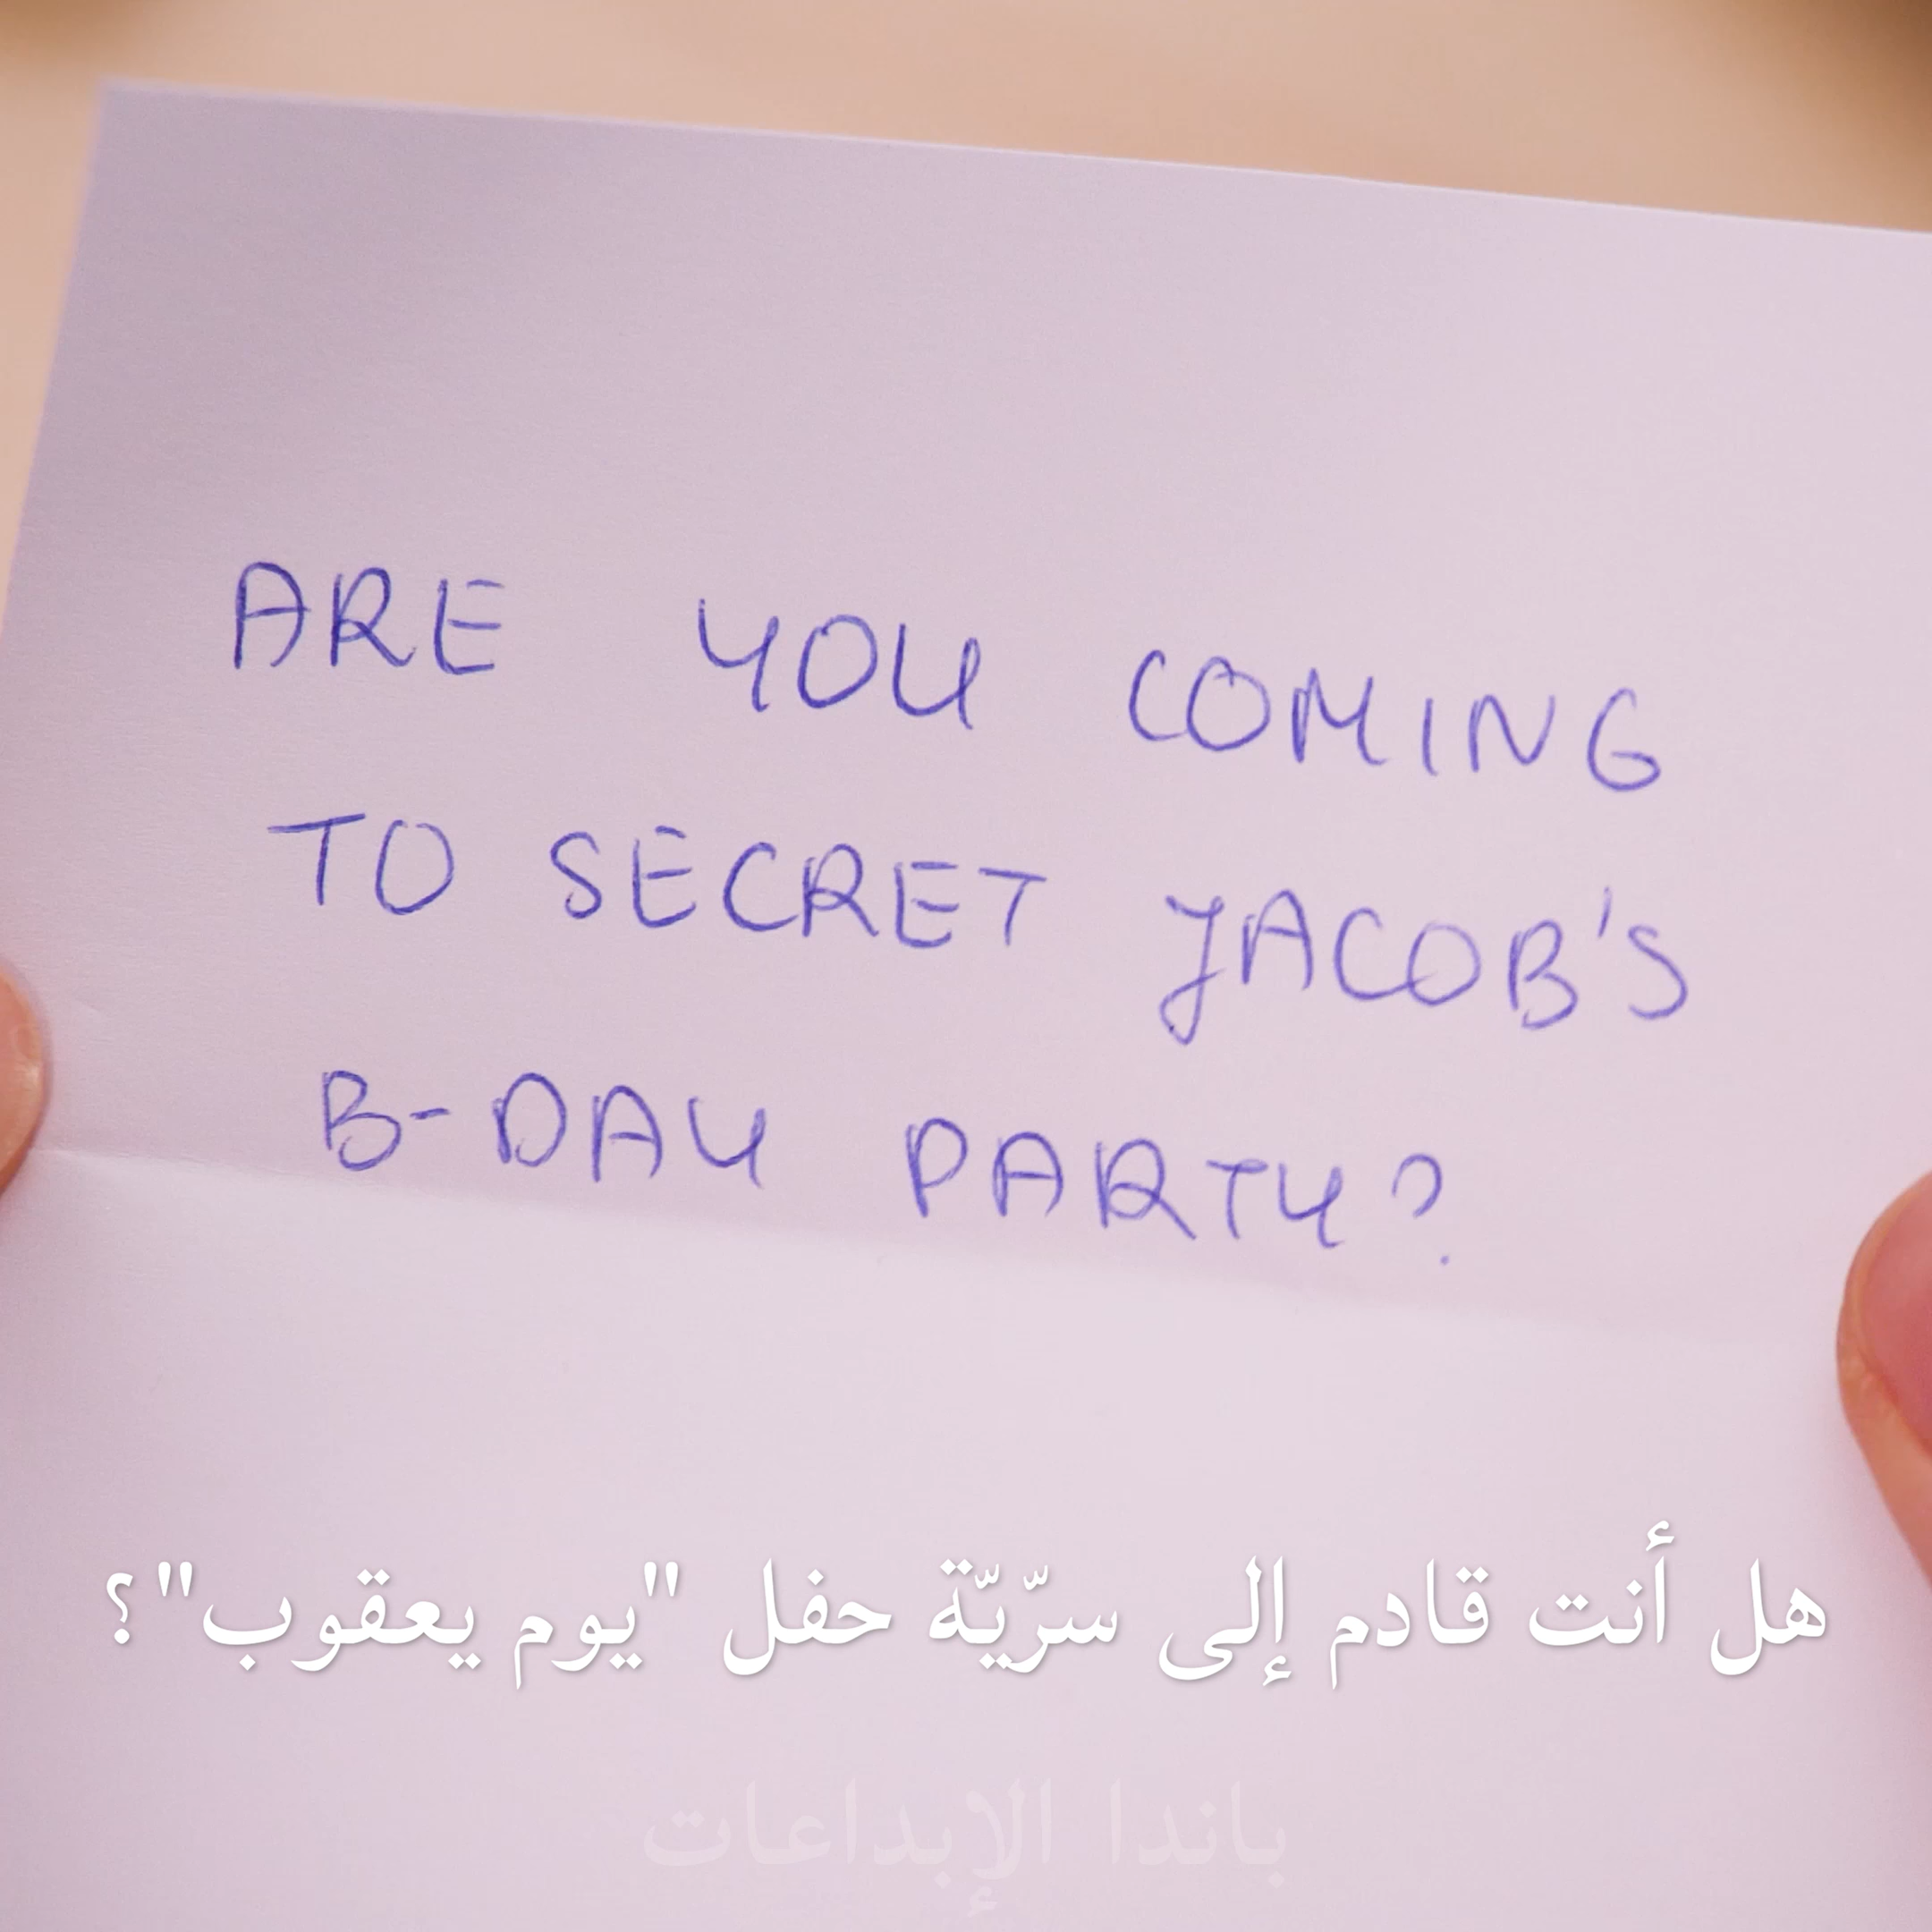 ARE YOU COMING
TO SECRET JACOB'S
B-DAY PARTY?
هل أنت قادم إلى سرّيّة حفل "يوم يعقوب"؟
باندا الإبداعات